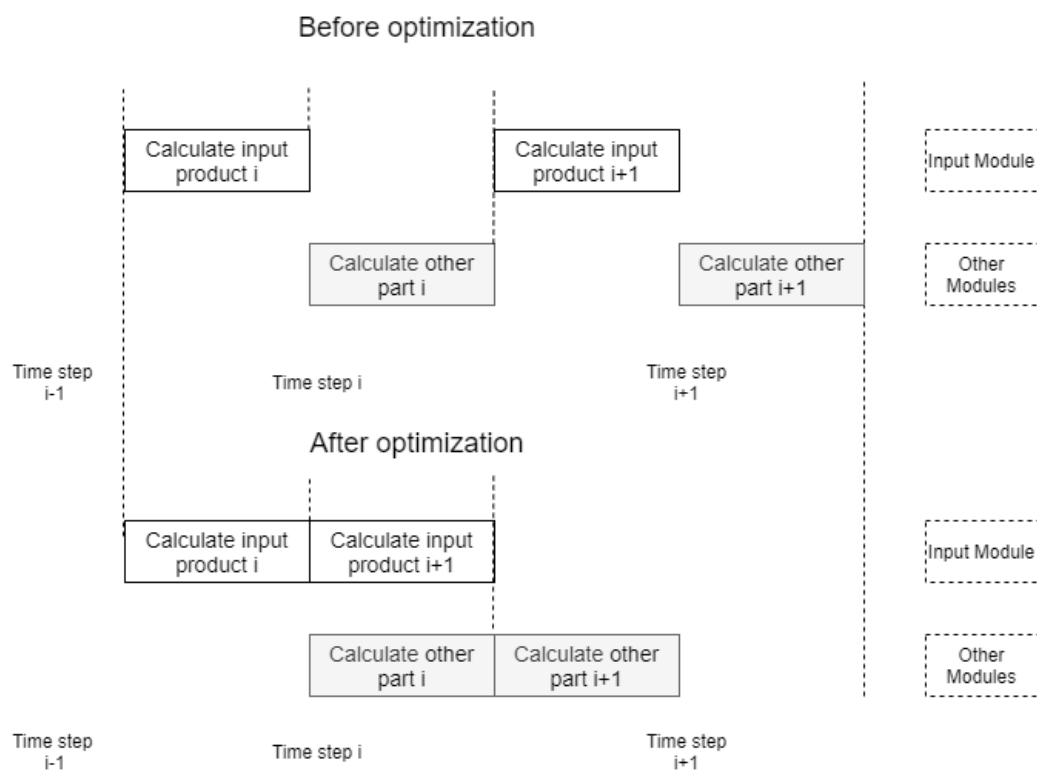 Before optimization
Calculate input
product i
Calculate input
product i+1
Input Module
Calculate other
part i
Calculate other
part i+1
Other
Modules
Time step
i-1
Time step i
Time step
i+1
After optimization
Calculate input
product i
Calculate input
product i+1
Input Module
Calculate other
part i
Calculate other
part i+1
Other
Modules
Time step
i-1
Time step i
Time step
i+1